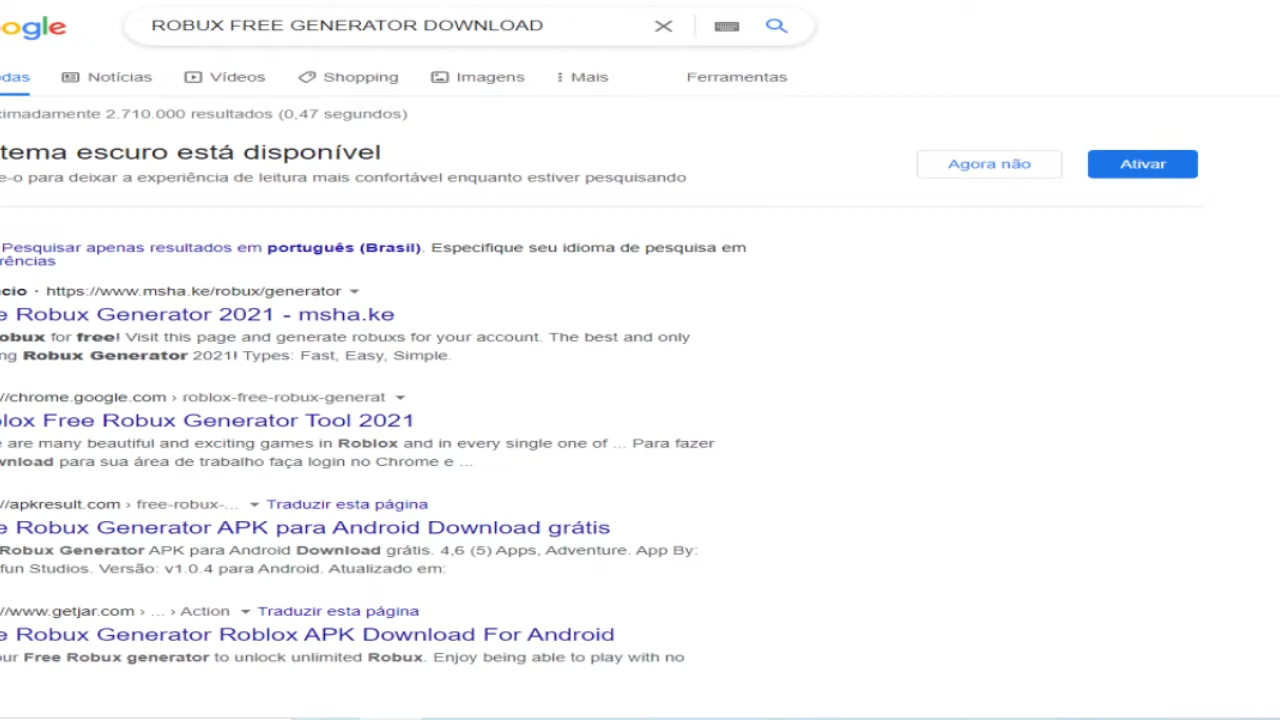 ogle ROBUX FREE GENERATOR DOWNLOAD
odas Notícias Vídeos Shopping Imagens Mais Ferramentas
ximadamente 2.710.000 resultados (0,47 segundos)
tema escuro está disponível
e-o para deixar a experiência de leitura mais confortável enquanto estiver pesquisando
Agora não Ativar
Pesquisar apenas resultados em português (Brasil). Especifique seu idioma de pesquisa em
rências
cio · https://www.msha.ke/robux/generator
e Robux Generator 2021 - msha.ke
obux for free! Visit this page and generate robuxs for your account. The best and only
ng Robux Generator 2021! Types: Fast, Easy, Simple.
//chrome.google.com › roblox-free-robux-generat
lox Free Robux Generator Tool 2021
e are many beautiful and exciting games in Roblox and in every single one of ... Para fazer
wnload para sua área de trabalho faça login no Chrome e ...
//apkresult.com › free-robux-... Traduzir esta página
e Robux Generator APK para Android Download grátis
Robux Generator APK para Android Download grátis. 4,6 (5) Apps, Adventure. App By:
fun Studios. Versão: v1.0.4 para Android. Atualizado em:
//www.getjar.com › ... › Action Traduzir esta página
e Robux Generator Roblox APK Download For Android
ur Free Robux generator to unlock unlimited Robux. Enjoy being able to play with no